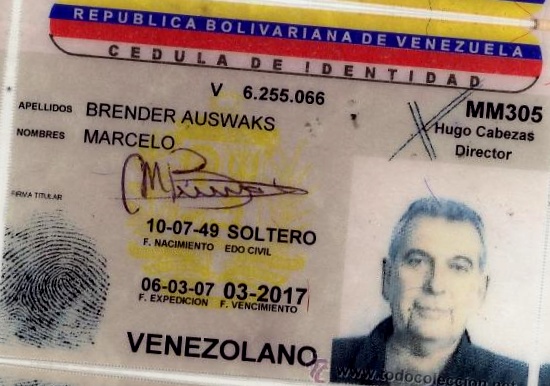 REPUBLICA BOLIVARIANA DE VENEZUELA
CEDULA DE IDENTIDAD
V 6.255.066
APELLIDOS BRENDER AUSWAKS
NOMBRES MARCELO
MM305
Hugo Cabezas
Director
FIRMA TITULAR
10-07-49 SOLTERO
F. NACIMIENTO EDO CIVIL
06-03-07 03-2017
F. EXPEDICION F. VENCIMIENTO
VENEZOLANO
www.todocoleccion